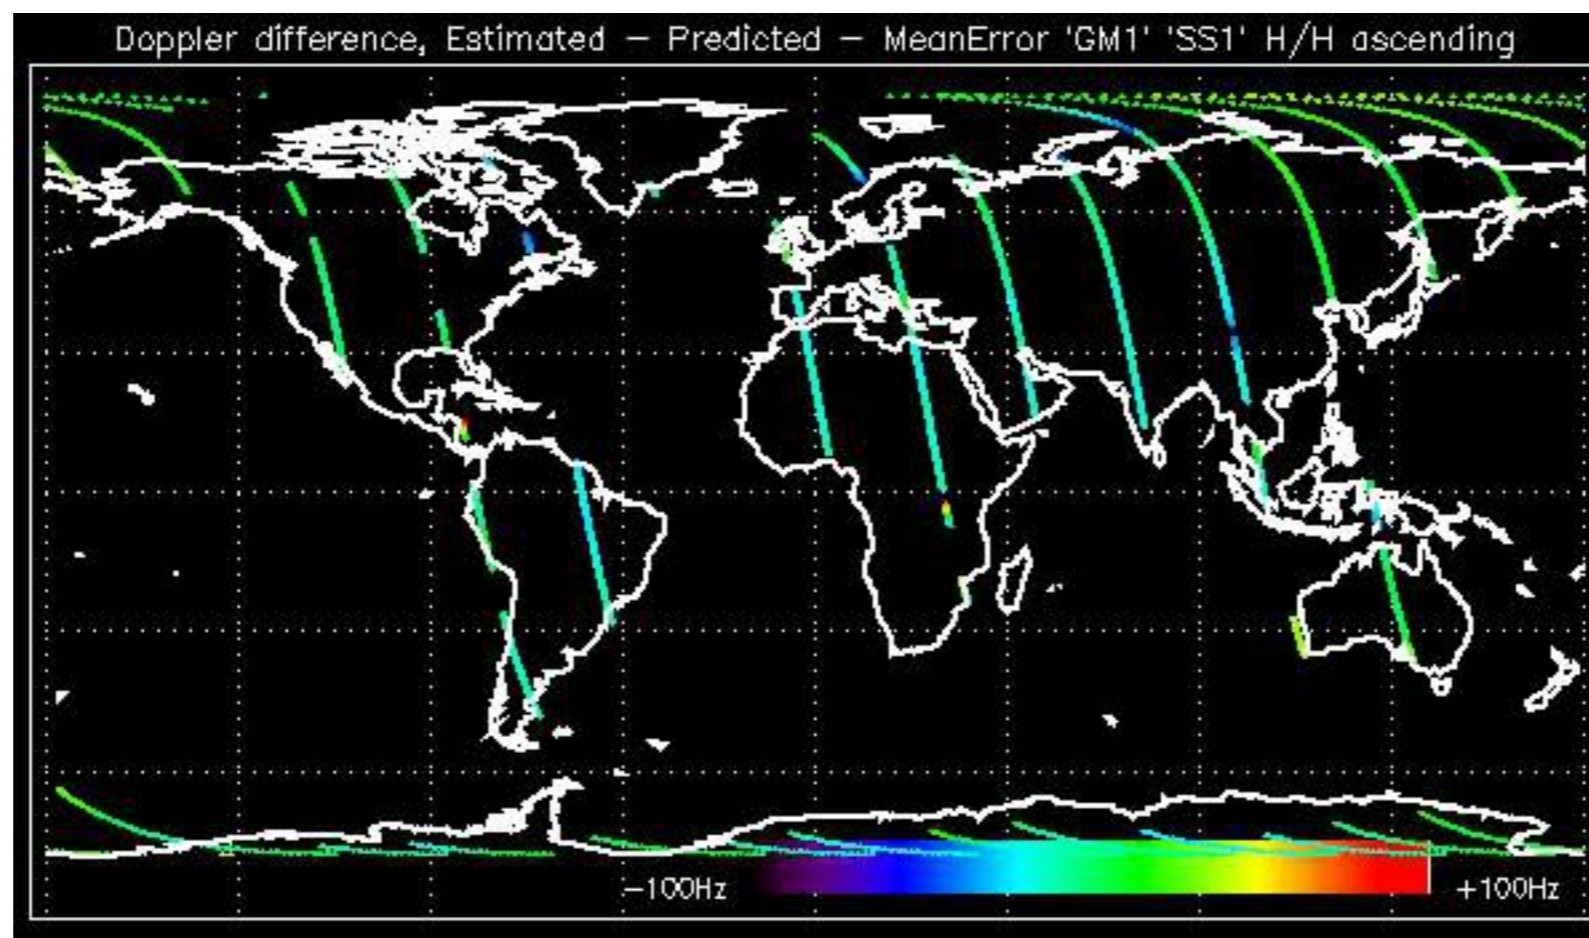 Doppler difference, Estimated – Predicted – MeanError 'GM1' 'SS1' H/H ascending
-100Hz
+100Hz